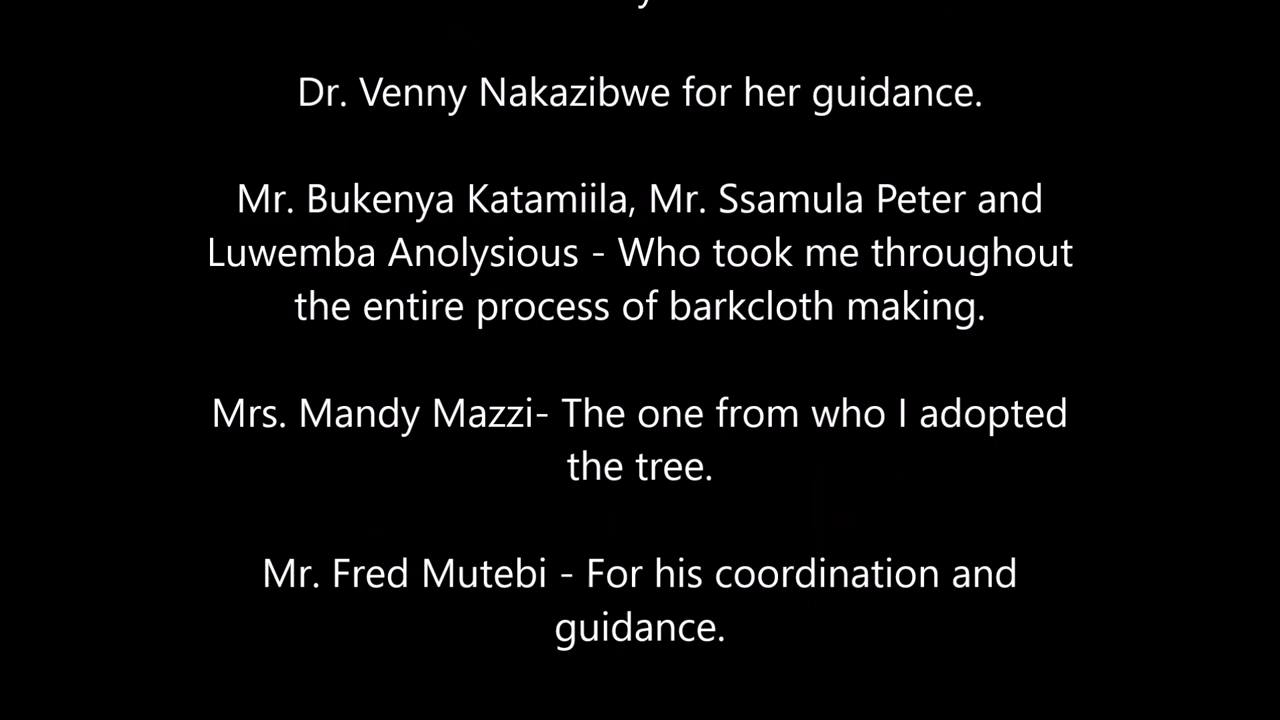 Dr. Venny Nakazibwe for her guidance.
Mr. Bukenya Katamiila, Mr. Ssamula Peter and
Luwemba Anolysious - Who took me throughout
the entire process of barkcloth making.
Mrs. Mandy Mazzi- The one from who I adopted
the tree.
Mr. Fred Mutebi - For his coordination and
guidance.